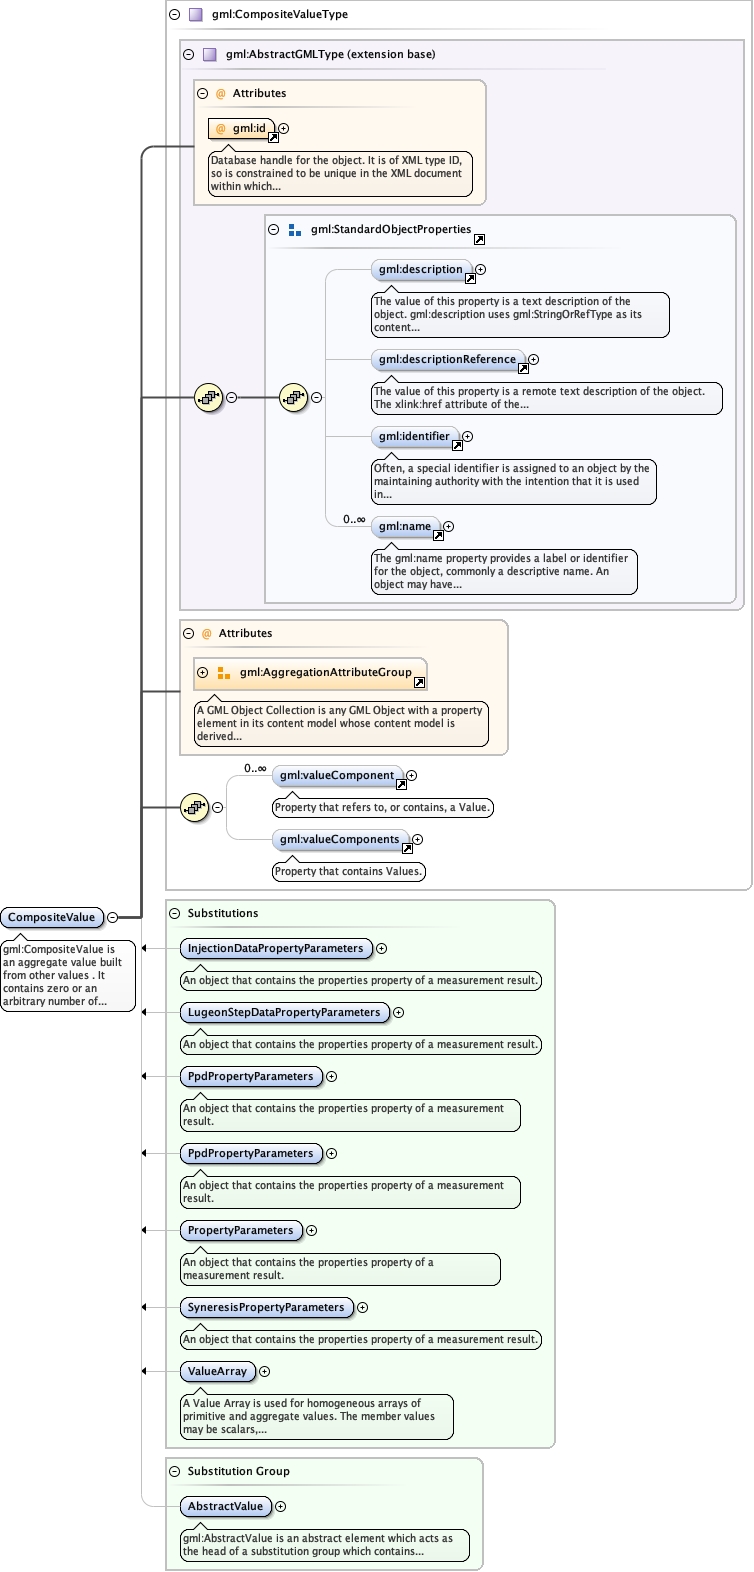 gml:CompositeValueType
gml:AbstractGMLType (extension base)
@ Attributes
@ gml:id
Database handle for the object. It is of XML type ID,
so is constrained to be unique in the XML document
within which...
gml:StandardObjectProperties
gml:description
The value of this property is a text description of the
object. gml:description uses gml:StringOrRefType as its
content...
gml:descriptionReference
The value of this property is a remote text description of the object.
The xlink:href attribute of the...
gml:identifier
Often, a special identifier is assigned to an object by the
maintaining authority with the intention that it is used
in...
0..∞
gml:name
The gml:name property provides a label or identifier
for the object, commonly a descriptive name. An
object may have...
@ Attributes
gml:AggregationAttributeGroup
A GML Object Collection is any GML Object with a property
element in its content model whose content model is
derived...
0..∞
gml:valueComponent
Property that refers to, or contains, a Value.
gml:valueComponents
Property that contains Values.
CompositeValue
gml:CompositeValue is
an aggregate value built
from other values . It
contains zero or an
arbitrary number of...
Substitutions
InjectionDataPropertyParameters
An object that contains the properties property of a measurement result.
LugeonStepDataPropertyParameters
An object that contains the properties property of a measurement result.
PpdPropertyParameters
An object that contains the properties property of a measurement
result.
PpdPropertyParameters
An object that contains the properties property of a measurement
result.
PropertyParameters
An object that contains the properties property of a
measurement result.
SyneresisPropertyParameters
An object that contains the properties property of a measurement result.
ValueArray
A Value Array is used for homogeneous arrays of
primitive and aggregate values. The member values
may be scalars,...
Substitution Group
AbstractValue
gml:AbstractValue is an abstract element which acts as
the head of a substitution group which contains...